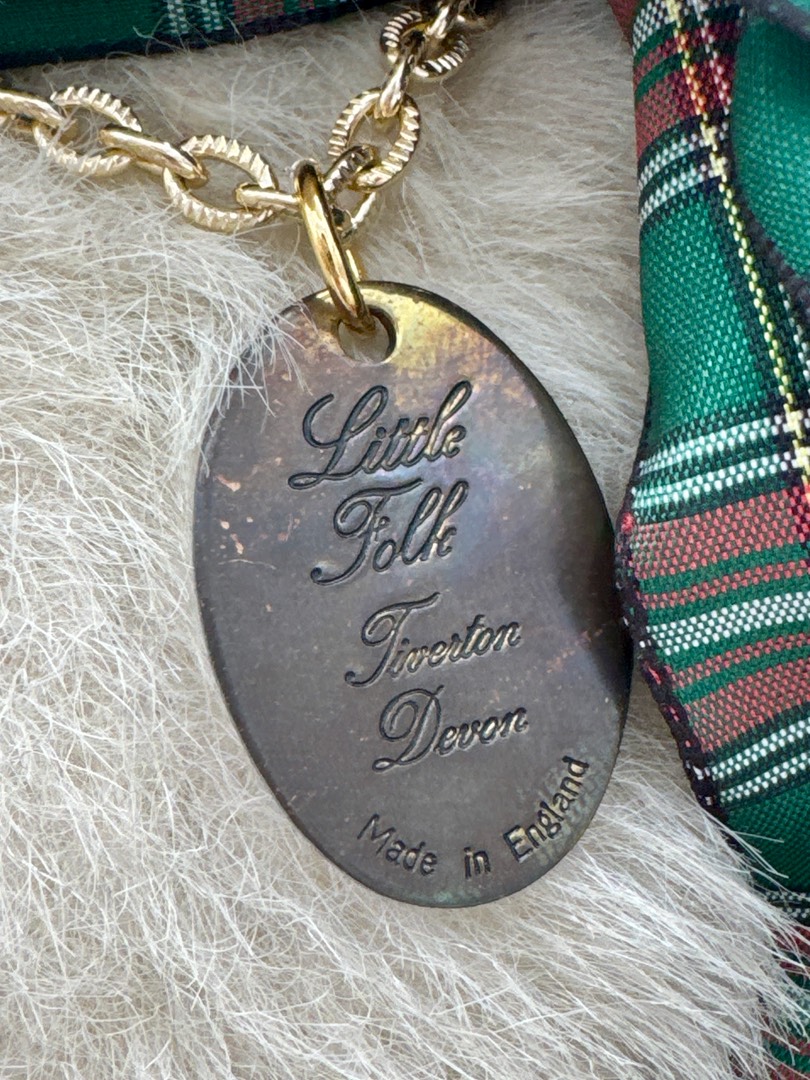 Little
Folk
Tiverton
Devon
Made in England